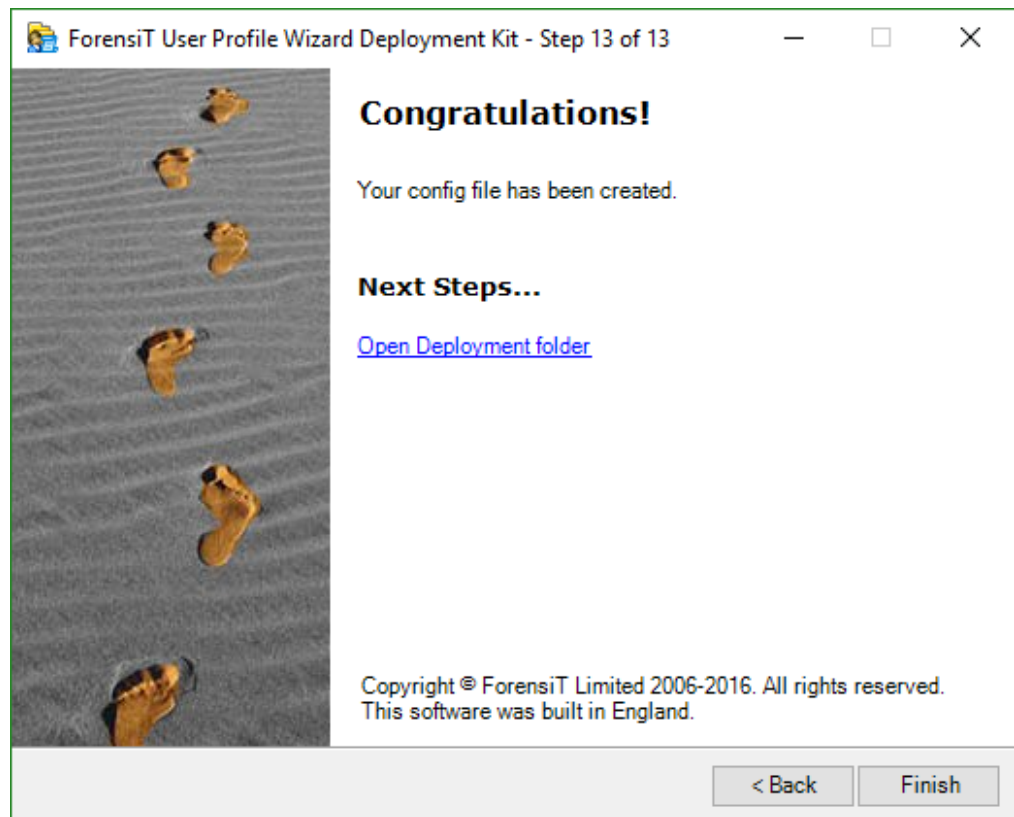 ForensiT User Profile Wizard Deployment Kit - Step 13 of 13
Congratulations!
Your config file has been created.
Next Steps...
Open Deployment folder
Copyright © ForensiT Limited 2006-2016. All rights reserved.
This software was built in England.
< Back
Finish